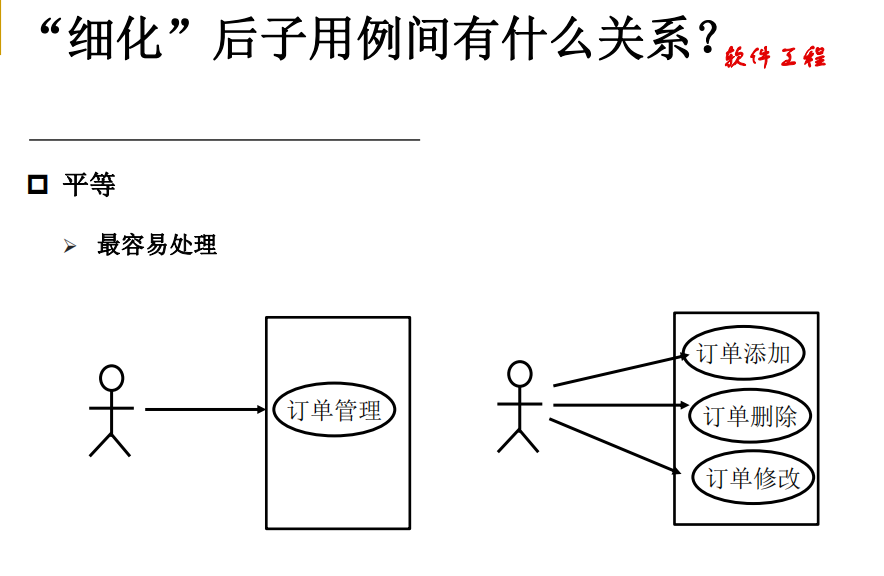 “细化”后子用例间有什么关系？
软件工程
平等
最容易处理
订单管理
订单添加
订单删除
订单修改